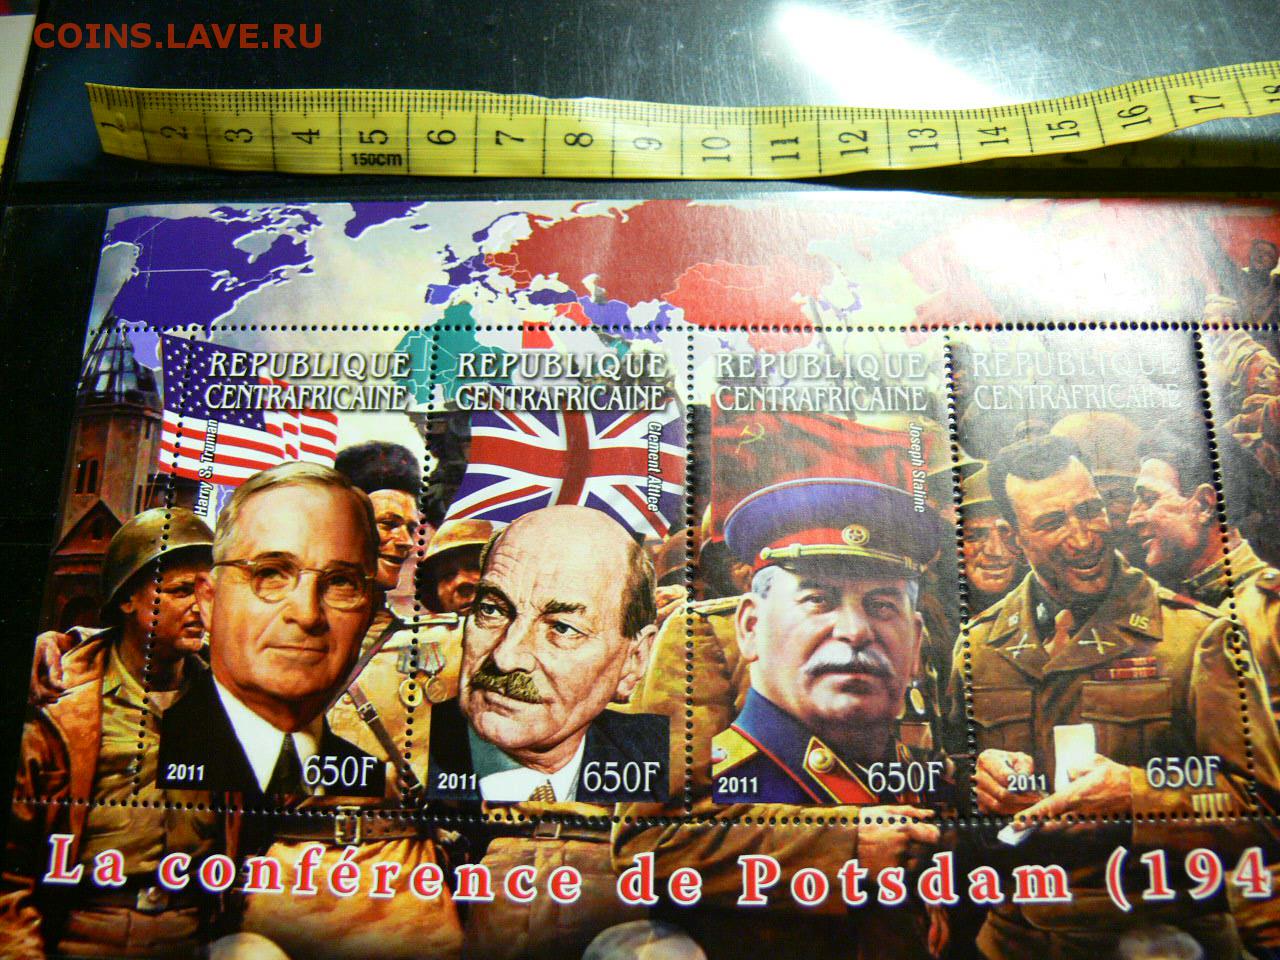 COINS.LAVE.RU
1 2 3 4 5 6 7 8 9 10 11 12 13 14 15 16 17 18
150cm
REPUBLIQUE
CENTRAFRICAINE
Harry S. Truman
2011
650F
REPUBLIQUE
CENTRAFRICAINE
Clement Attlee
2011
650F
REPUBLIQUE
CENTRAFRICAINE
Joseph Staline
2011
650F
REPUBLIQUE
CENTRAFRICAINE
US
2011
650F
La conférence de Potsdam (194